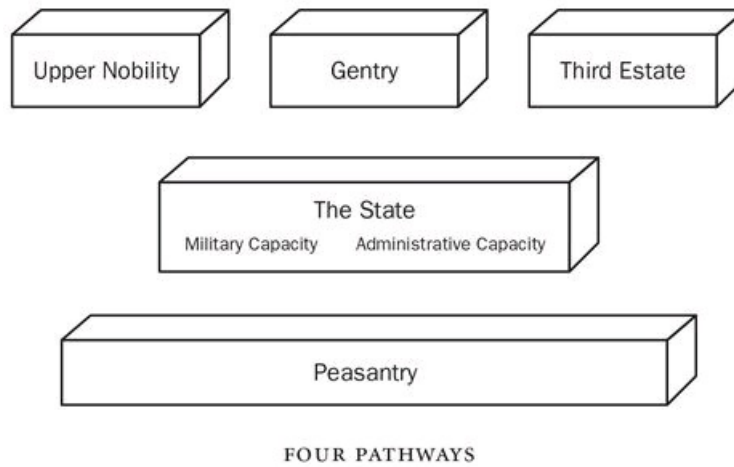 Upper Nobility
Gentry
Third Estate
The State
Military Capacity Administrative Capacity
Peasantry
FOUR PATHWAYS